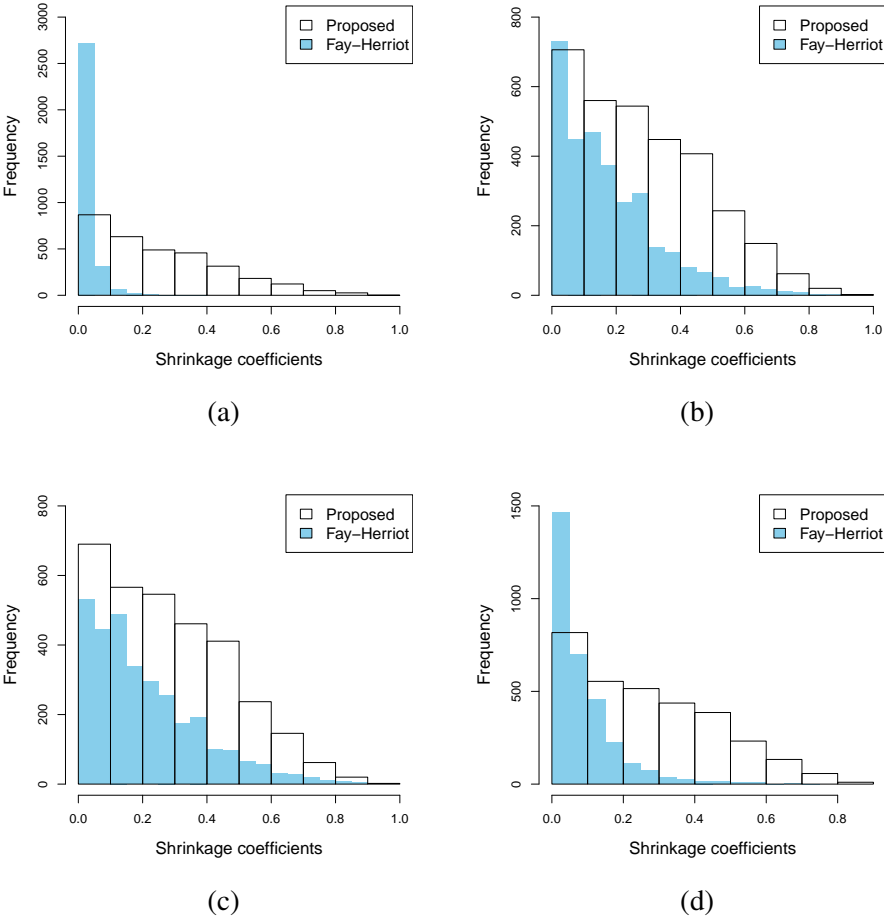 Proposed
Fay−Herriot
Frequency
0 500 1000 1500 2000 2500 3000
0.0 0.2 0.4 0.6 0.8 1.0
Shrinkage coefficients
(a)
Proposed
Fay−Herriot
Frequency
0 200 400 600 800
0.0 0.2 0.4 0.6 0.8 1.0
Shrinkage coefficients
(b)
Proposed
Fay−Herriot
Frequency
0 200 400 600 800
0.0 0.2 0.4 0.6 0.8 1.0
Shrinkage coefficients
(c)
Proposed
Fay−Herriot
Frequency
0 500 1000 1500
0.0 0.2 0.4 0.6 0.8
Shrinkage coefficients
(d)